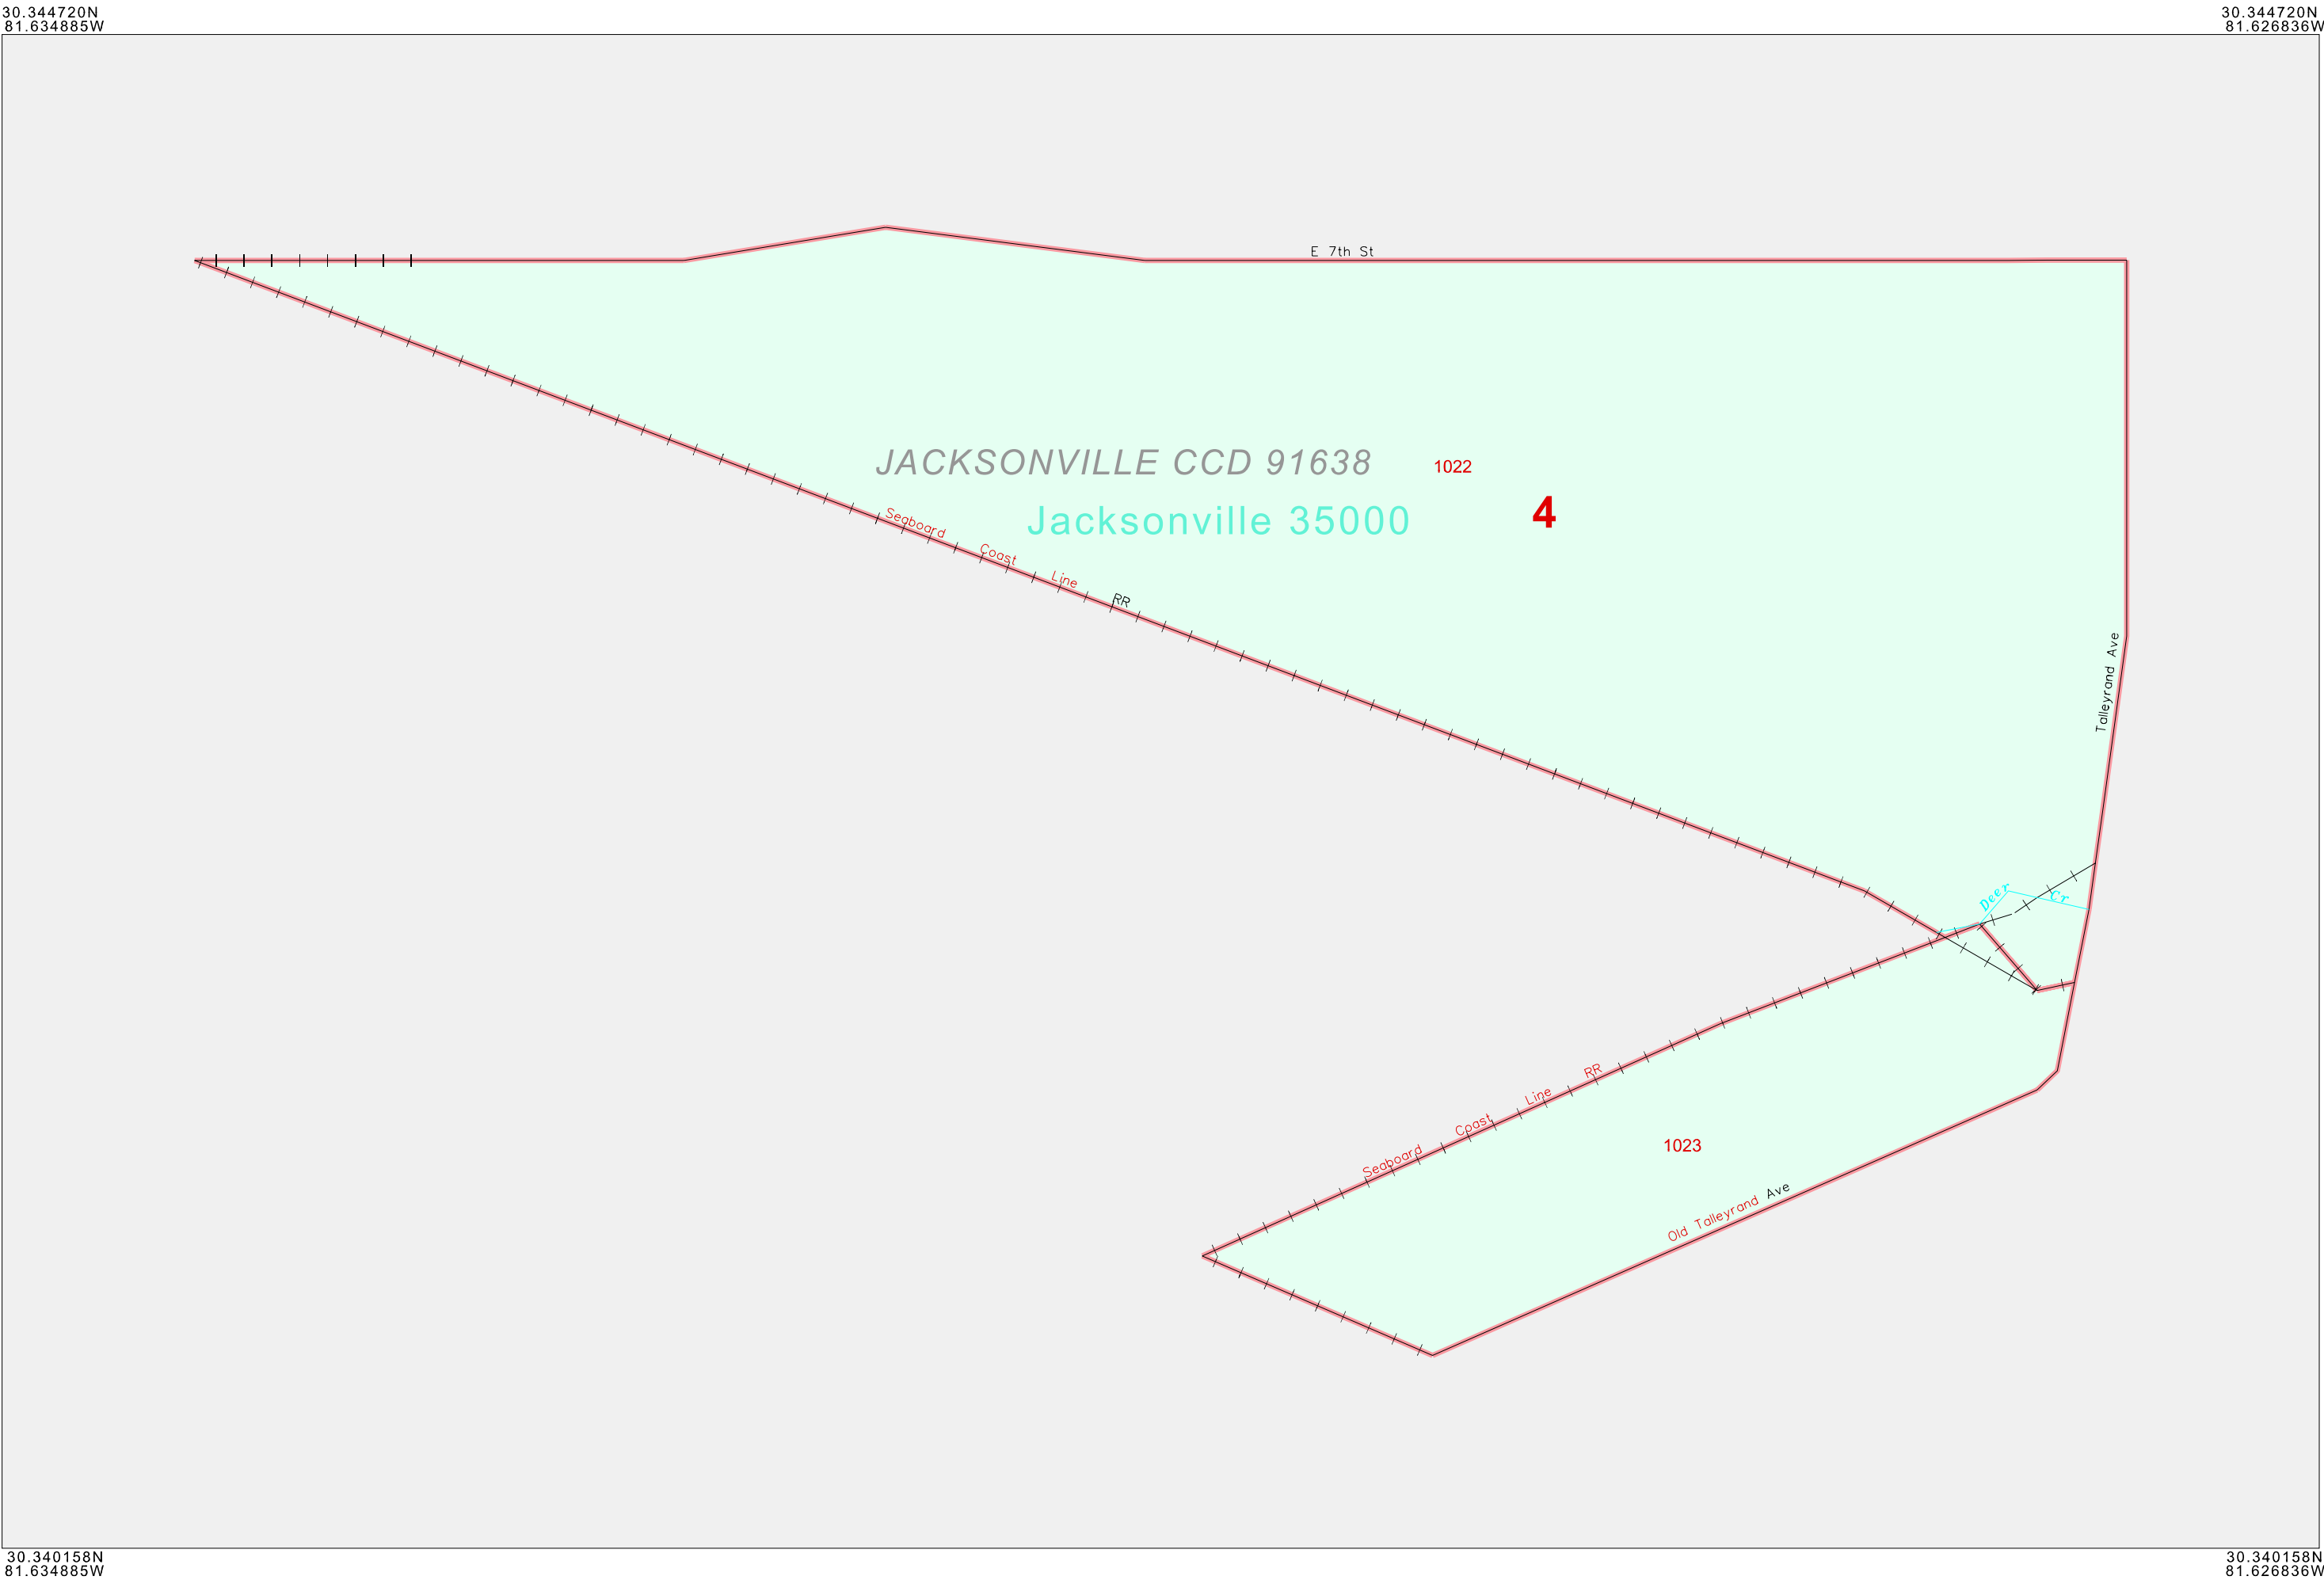 30.344720N
81.634885W
30.344720N
81.626836W
E 7th St
JACKSONVILLE CCD 91638
1022
4
Jacksonville 35000
Seaboard Coast Line RR
Talleyrand Ave
Deer Cr
Seaboard Coast Line RR
1023
Old Talleyrand Ave
30.340158N
81.634885W
30.340158N
81.626836W